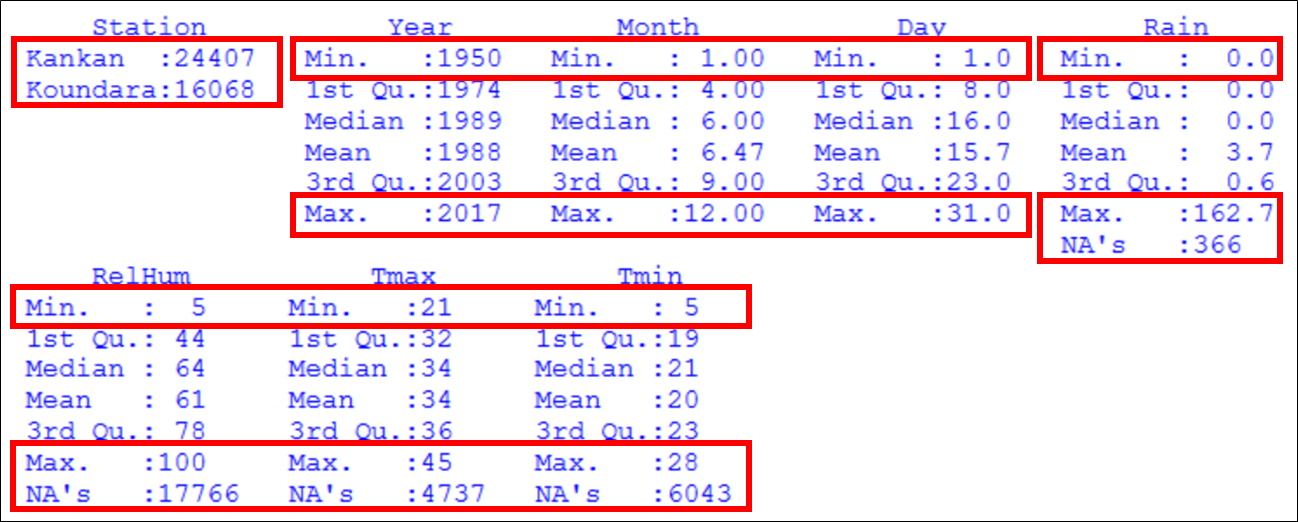 Station Year Month Day Rain
Kankan :24407 Min. :1950 Min. : 1.00 Min. : 1.0 Min. : 0.0
Koundara:16068 1st Qu.:1974 1st Qu.: 4.00 1st Qu.: 8.0 1st Qu.: 0.0
Median :1989 Median : 6.00 Median :16.0 Median : 0.0
Mean :1988 Mean : 6.47 Mean :15.7 Mean : 3.7
3rd Qu.:2003 3rd Qu.: 9.00 3rd Qu.:23.0 3rd Qu.: 0.6
Max. :2017 Max. :12.00 Max. :31.0 Max. :162.7
NA's :366
RelHum Tmax Tmin
Min. : 5 Min. :21 Min. : 5
1st Qu.: 44 1st Qu.:32 1st Qu.:19
Median : 64 Median :34 Median :21
Mean : 61 Mean :34 Mean :20
3rd Qu.: 78 3rd Qu.:36 3rd Qu.:23
Max. :100 Max. :45 Max. :28
NA's :17766 NA's :4737 NA's :6043